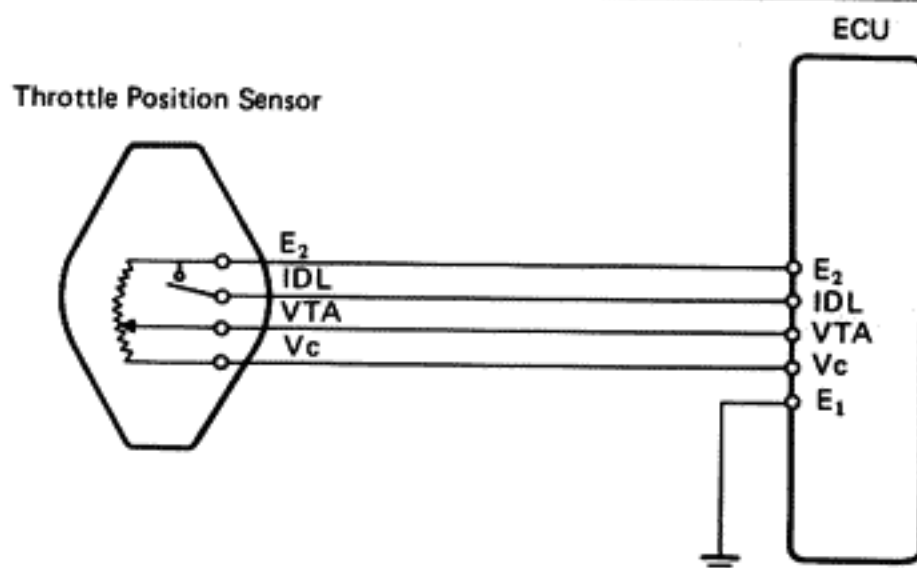 ECU
Throttle Position Sensor
E₂
IDL
VTA
Vc
E₂
IDL
VTA
Vc
E₁